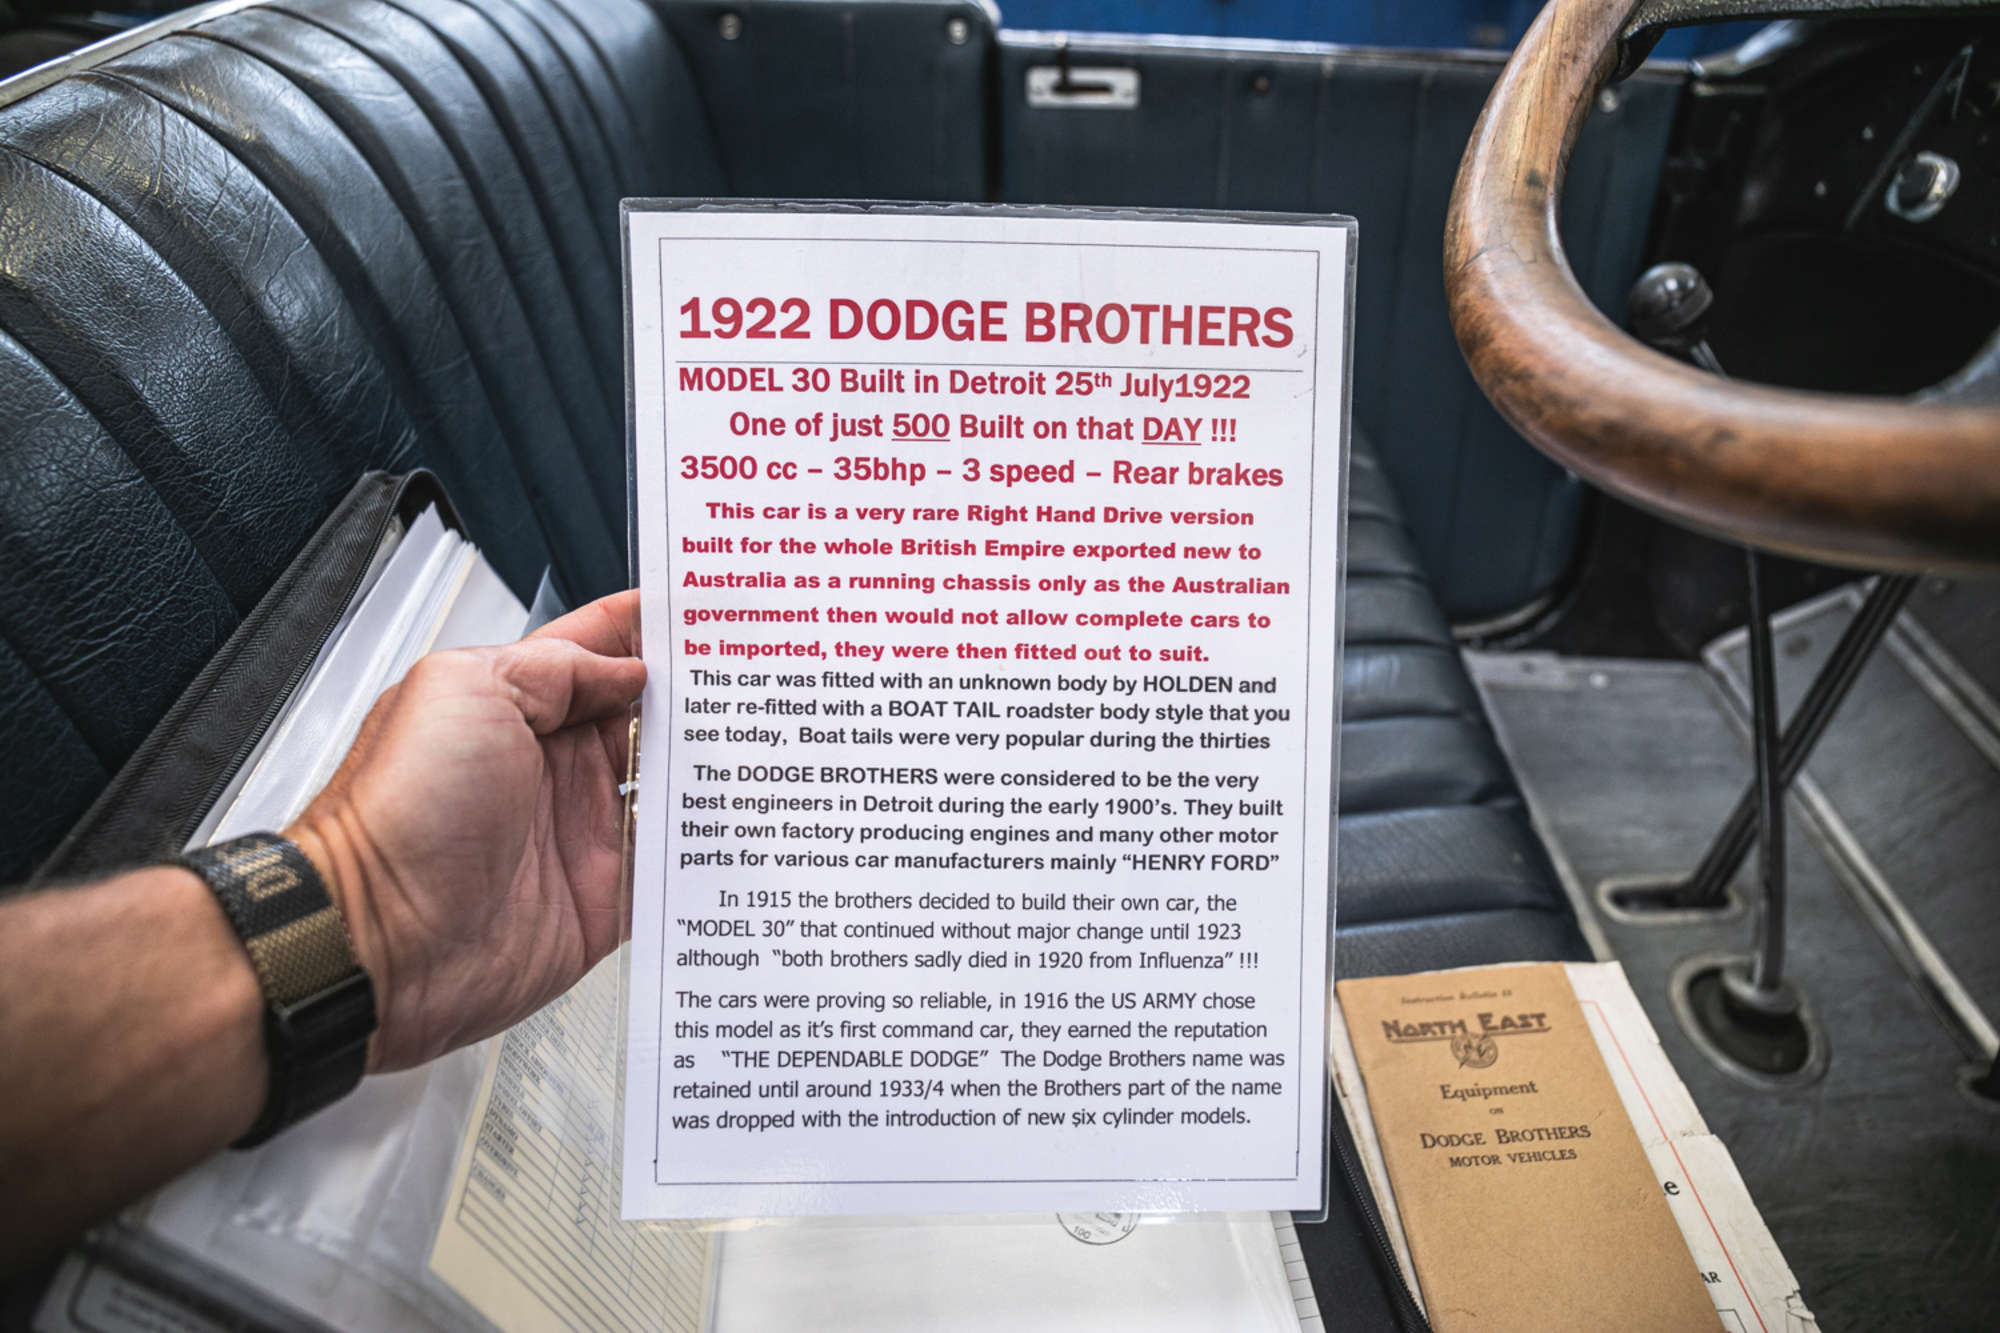 1922 DODGE BROTHERS
MODEL 30 Built in Detroit 25th July1922
One of just 500 Built on that DAY !!!
3500 cc – 35bhp – 3 speed – Rear brakes
This car is a very rare Right Hand Drive version
built for the whole British Empire exported new to
Australia as a running chassis only as the Australian
government then would not allow complete cars to
be imported, they were then fitted out to suit.
This car was fitted with an unknown body by HOLDEN and
later re-fitted with a BOAT TAIL roadster body style that you
see today, Boat tails were very popular during the thirties
The DODGE BROTHERS were considered to be the very
best engineers in Detroit during the early 1900's. They built
their own factory producing engines and many other motor
parts for various car manufacturers mainly “HENRY FORD”
In 1915 the brothers decided to build their own car, the
“MODEL 30” that continued without major change until 1923
although “both brothers sadly died in 1920 from Influenza” !!!
The cars were proving so reliable, in 1916 the US ARMY chose
this model as it's first command car, they earned the reputation
as “THE DEPENDABLE DODGE” The Dodge Brothers name was
retained until around 1933/4 when the Brothers part of the name
was dropped with the introduction of new six cylinder models.
Instruction Bulletin
NORTH EAST
Equipment
ON
DODGE BROTHERS
MOTOR VEHICLES